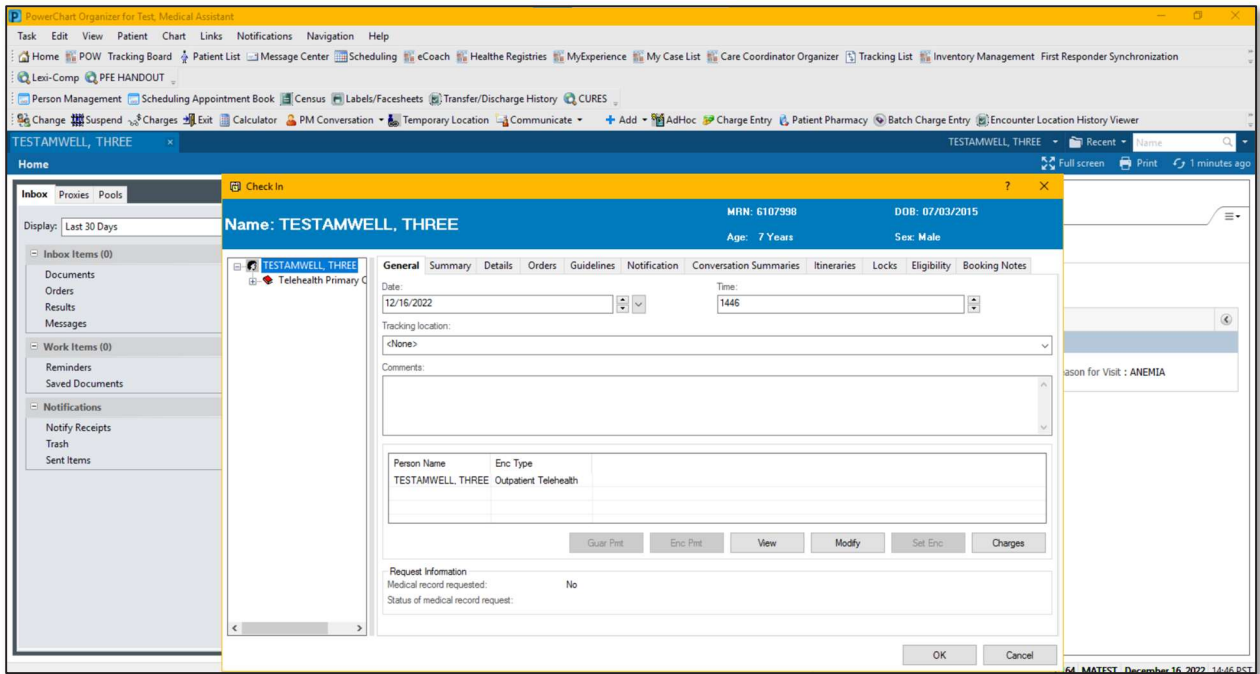 PowerChart Organizer for Test, Medical Assistant
Task Edit View Patient Chart Links Notifications Navigation Help
Home POW Tracking Board Patient List Message Center Scheduling eCoach Healthe Registries MyExperience My Case List Care Coordinator Organizer Tracking List Inventory Management First Responder Synchronization
Lexi-Comp PFE HANDOUT
Person Management Scheduling Appointment Book Census Labels/Facesheets Transfer/Discharge History CURES
Change Suspend Charges Exit Calculator PM Conversation Temporary Location Communicate Add AdHoc Charge Entry Patient Pharmacy Batch Charge Entry Encounter Location History Viewer
TESTAMWELL, THREE × TESTAMWELL, THREE Recent Name
Home Full screen Print 1 minutes ago
Inbox Proxies Pools
Display: Last 30 Days
Inbox Items (0)
Documents
Orders
Results
Messages
Work Items (0)
Reminders
Saved Documents
Notifications
Notify Receipts
Trash
Sent Items
Check In ? ×
Name: TESTAMWELL, THREE
MRN: 6107998 DOB: 07/03/2015
Age: 7 Years Sex: Male
TESTAMWELL, THREE
Telehealth Primary C
General Summary Details Orders Guidelines Notification Conversation Summaries Itineraries Locks Eligibility Booking Notes
Date: Time:
12/16/2022 1446
Tracking location:
<None>
Comments:
Person Name Enc Type
TESTAMWELL, THREE Outpatient Telehealth
Guar Pmt Enc Pmt View Modify Set Enc Charges
Request Information
Medical record requested: No
Status of medical record request:
OK Cancel
ason for Visit : ANEMIA
64 MATEST December 16, 2022 14:46 PST